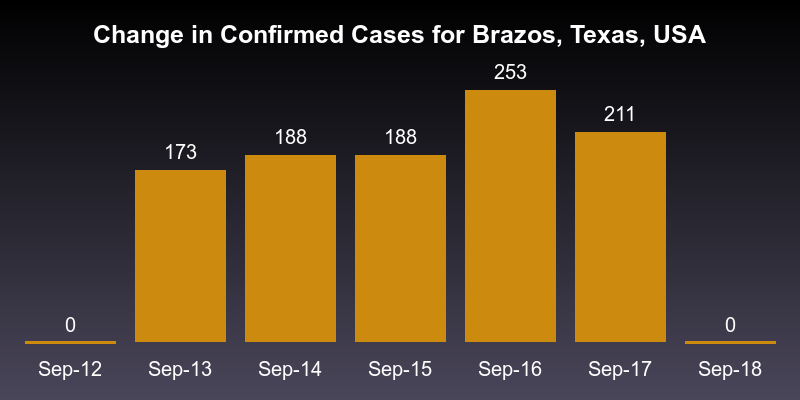 Change in Confirmed Cases for Brazos, Texas, USA
253
211
188
188
173
0
0
Sep-12
Sep-13
Sep-14
Sep-15
Sep-16
Sep-17
Sep-18